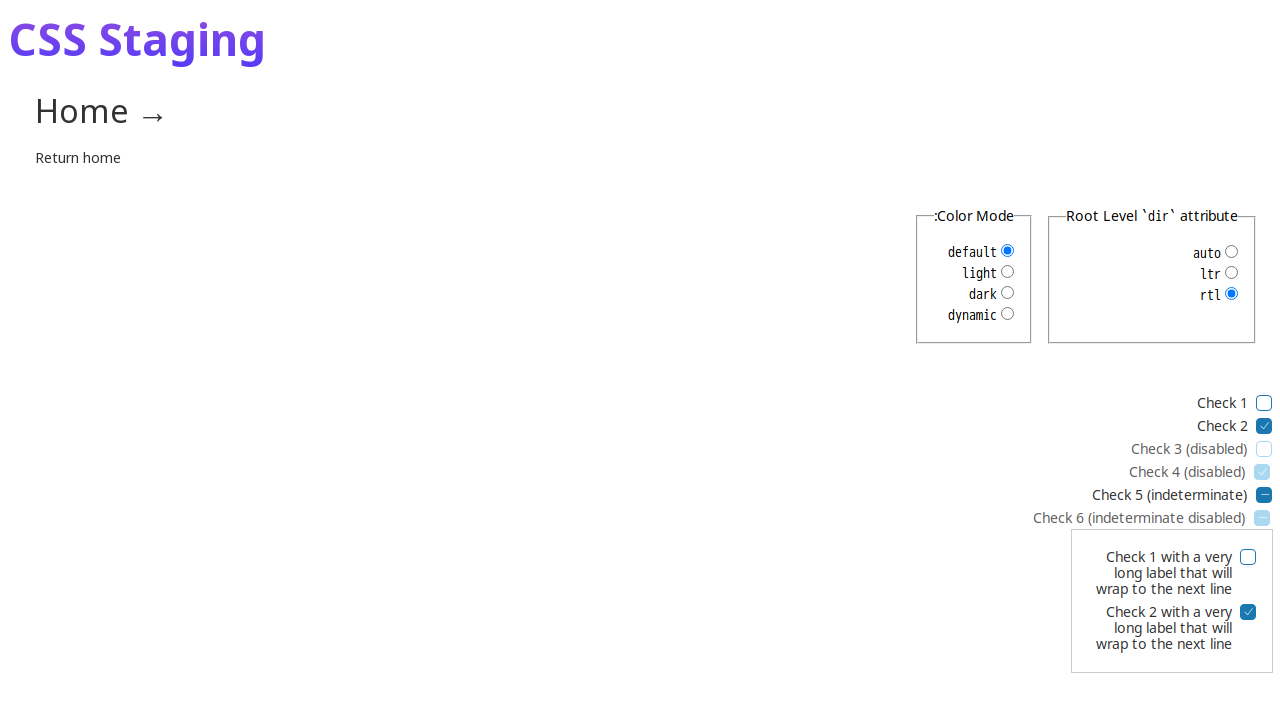 CSS Staging
Home →
Return home
Root Level `dir` attribute
auto
ltr
rtl
:Color Mode
default
light
dark
dynamic
Check 1
Check 2
Check 3 (disabled)
Check 4 (disabled)
Check 5 (indeterminate)
Check 6 (indeterminate disabled)
Check 1 with a very
long label that will
wrap to the next line
Check 2 with a very
long label that will
wrap to the next line